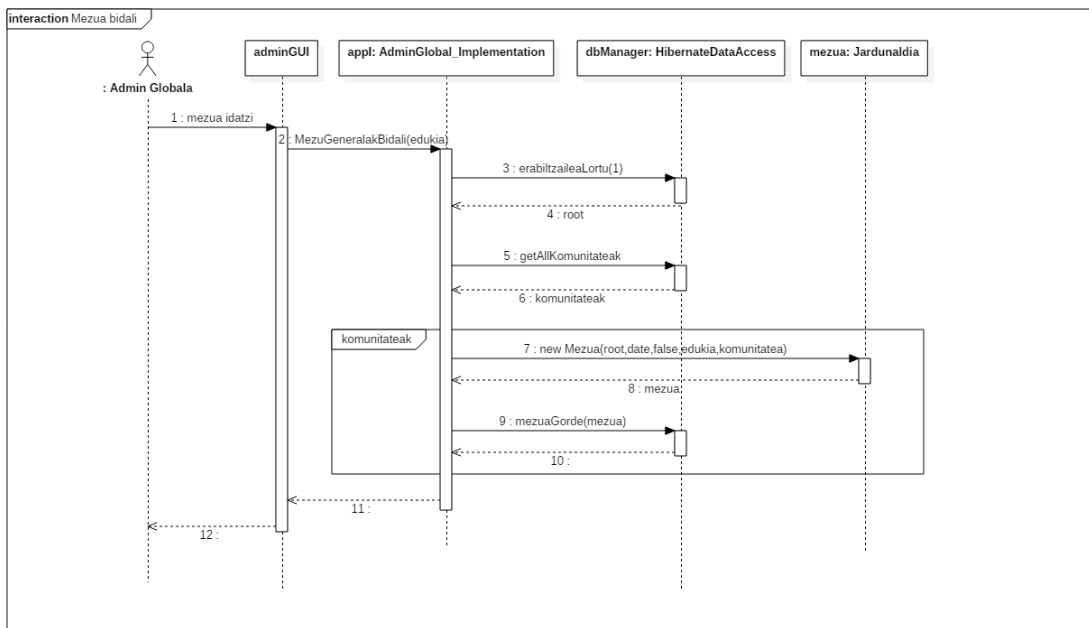 interaction Mezua bidali
adminGUI
appl: AdminGlobal_Implementation
dbManager: HibernateDataAccess
mezua: Jardunaldia
: Admin Globala
1 : mezua idatzi
2 : MezuGeneralakBidali(edukia)
3 : erabiltzaileaLortu(1)
4 : root
5 : getAllKomunitateak
6 : komunitateak
komunitateak
7 : new Mezua(root,date,false,edukia,komunitatea)
8 : mezua
9 : mezuaGorde(mezua)
10 :
11 :
12 :